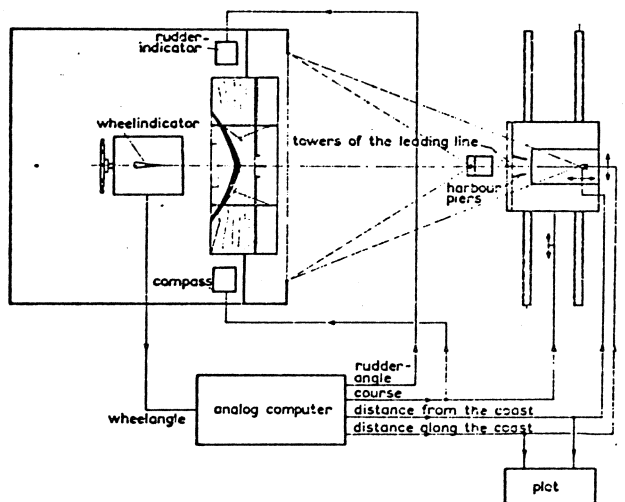 rudder-
indicator
wheelindicator
towers of the leading line
harbour
piers
compass
rudder-
angle
course
distance from the coast
distance along the coast
wheelangle
analog computer
plot